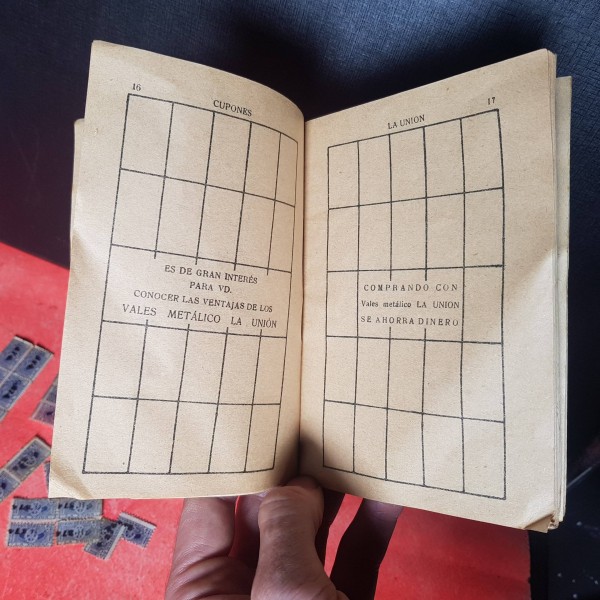 16
CUPONES
ES DE GRAN INTERÉS
PARA VD.
CONOCER LAS VENTAJAS DE LOS
VALES METÁLICO LA UNIÓN
17
LA UNION
COMPRANDO CON
Vales metálico LA UNION
SE AHORRA DINERO